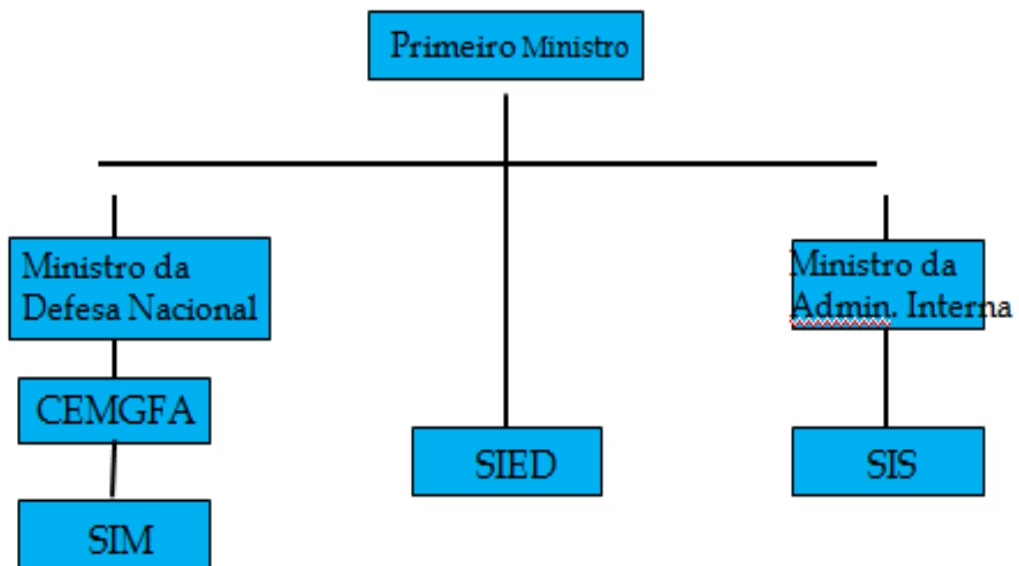 Primeiro Ministro
Ministro da
Defesa Nacional
Ministro da
Admin. Interna
CEMGFA
SIED
SIS
SIM